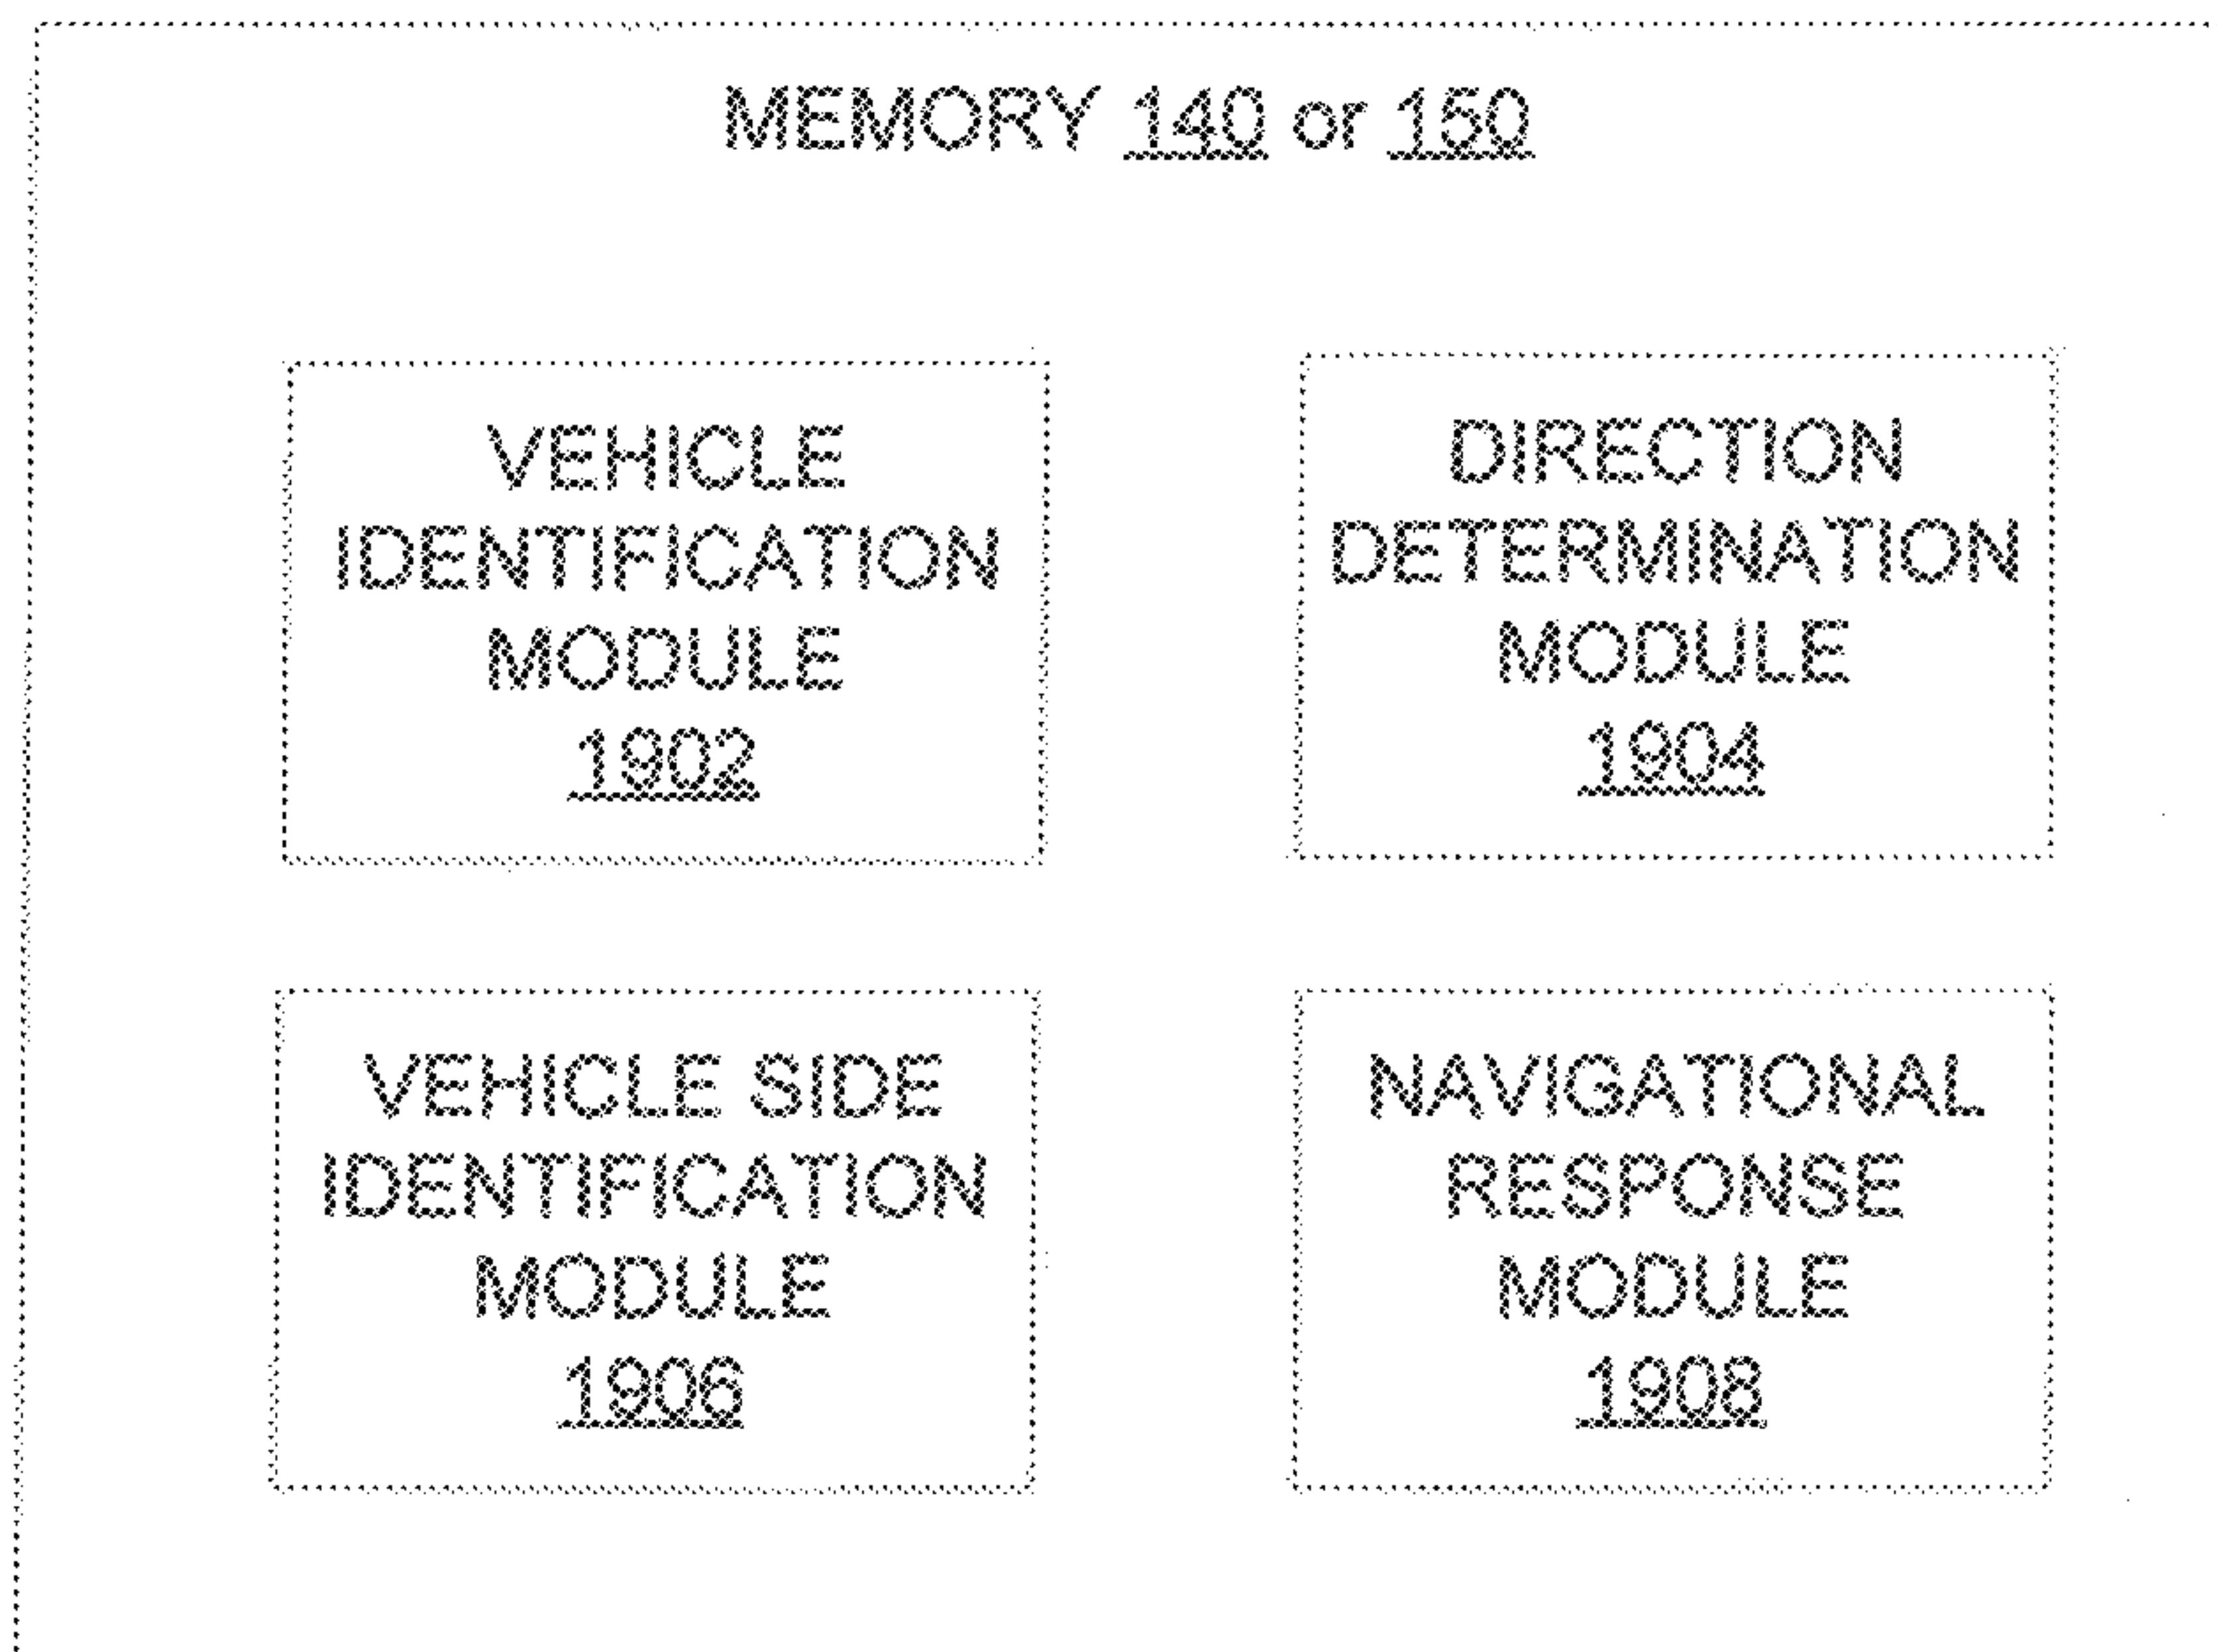 MEMORY 140 or 150
VEHICLE
IDENTIFICATION
MODULE
1902
DIRECTION
DETERMINATION
MODULE
1904
VEHICLE SIDE
IDENTIFICATION
MODULE
1906
NAVIGATIONAL
RESPONSE
MODULE
1908